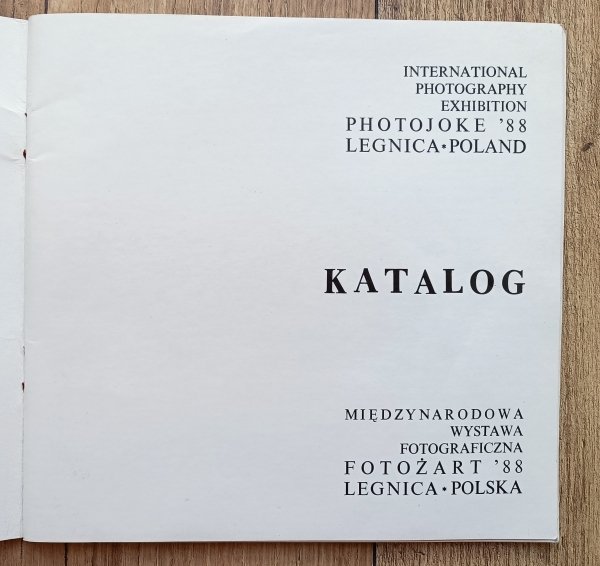 INTERNATIONAL
PHOTOGRAPHY
EXHIBITION
PHOTOJOKE ’88
LEGNICA•POLAND
KATALOG
MIĘDZYNARODOWA
WYSTAWA
FOTOGRAFICZNA
FOTOŻART ’88
LEGNICA•POLSKA